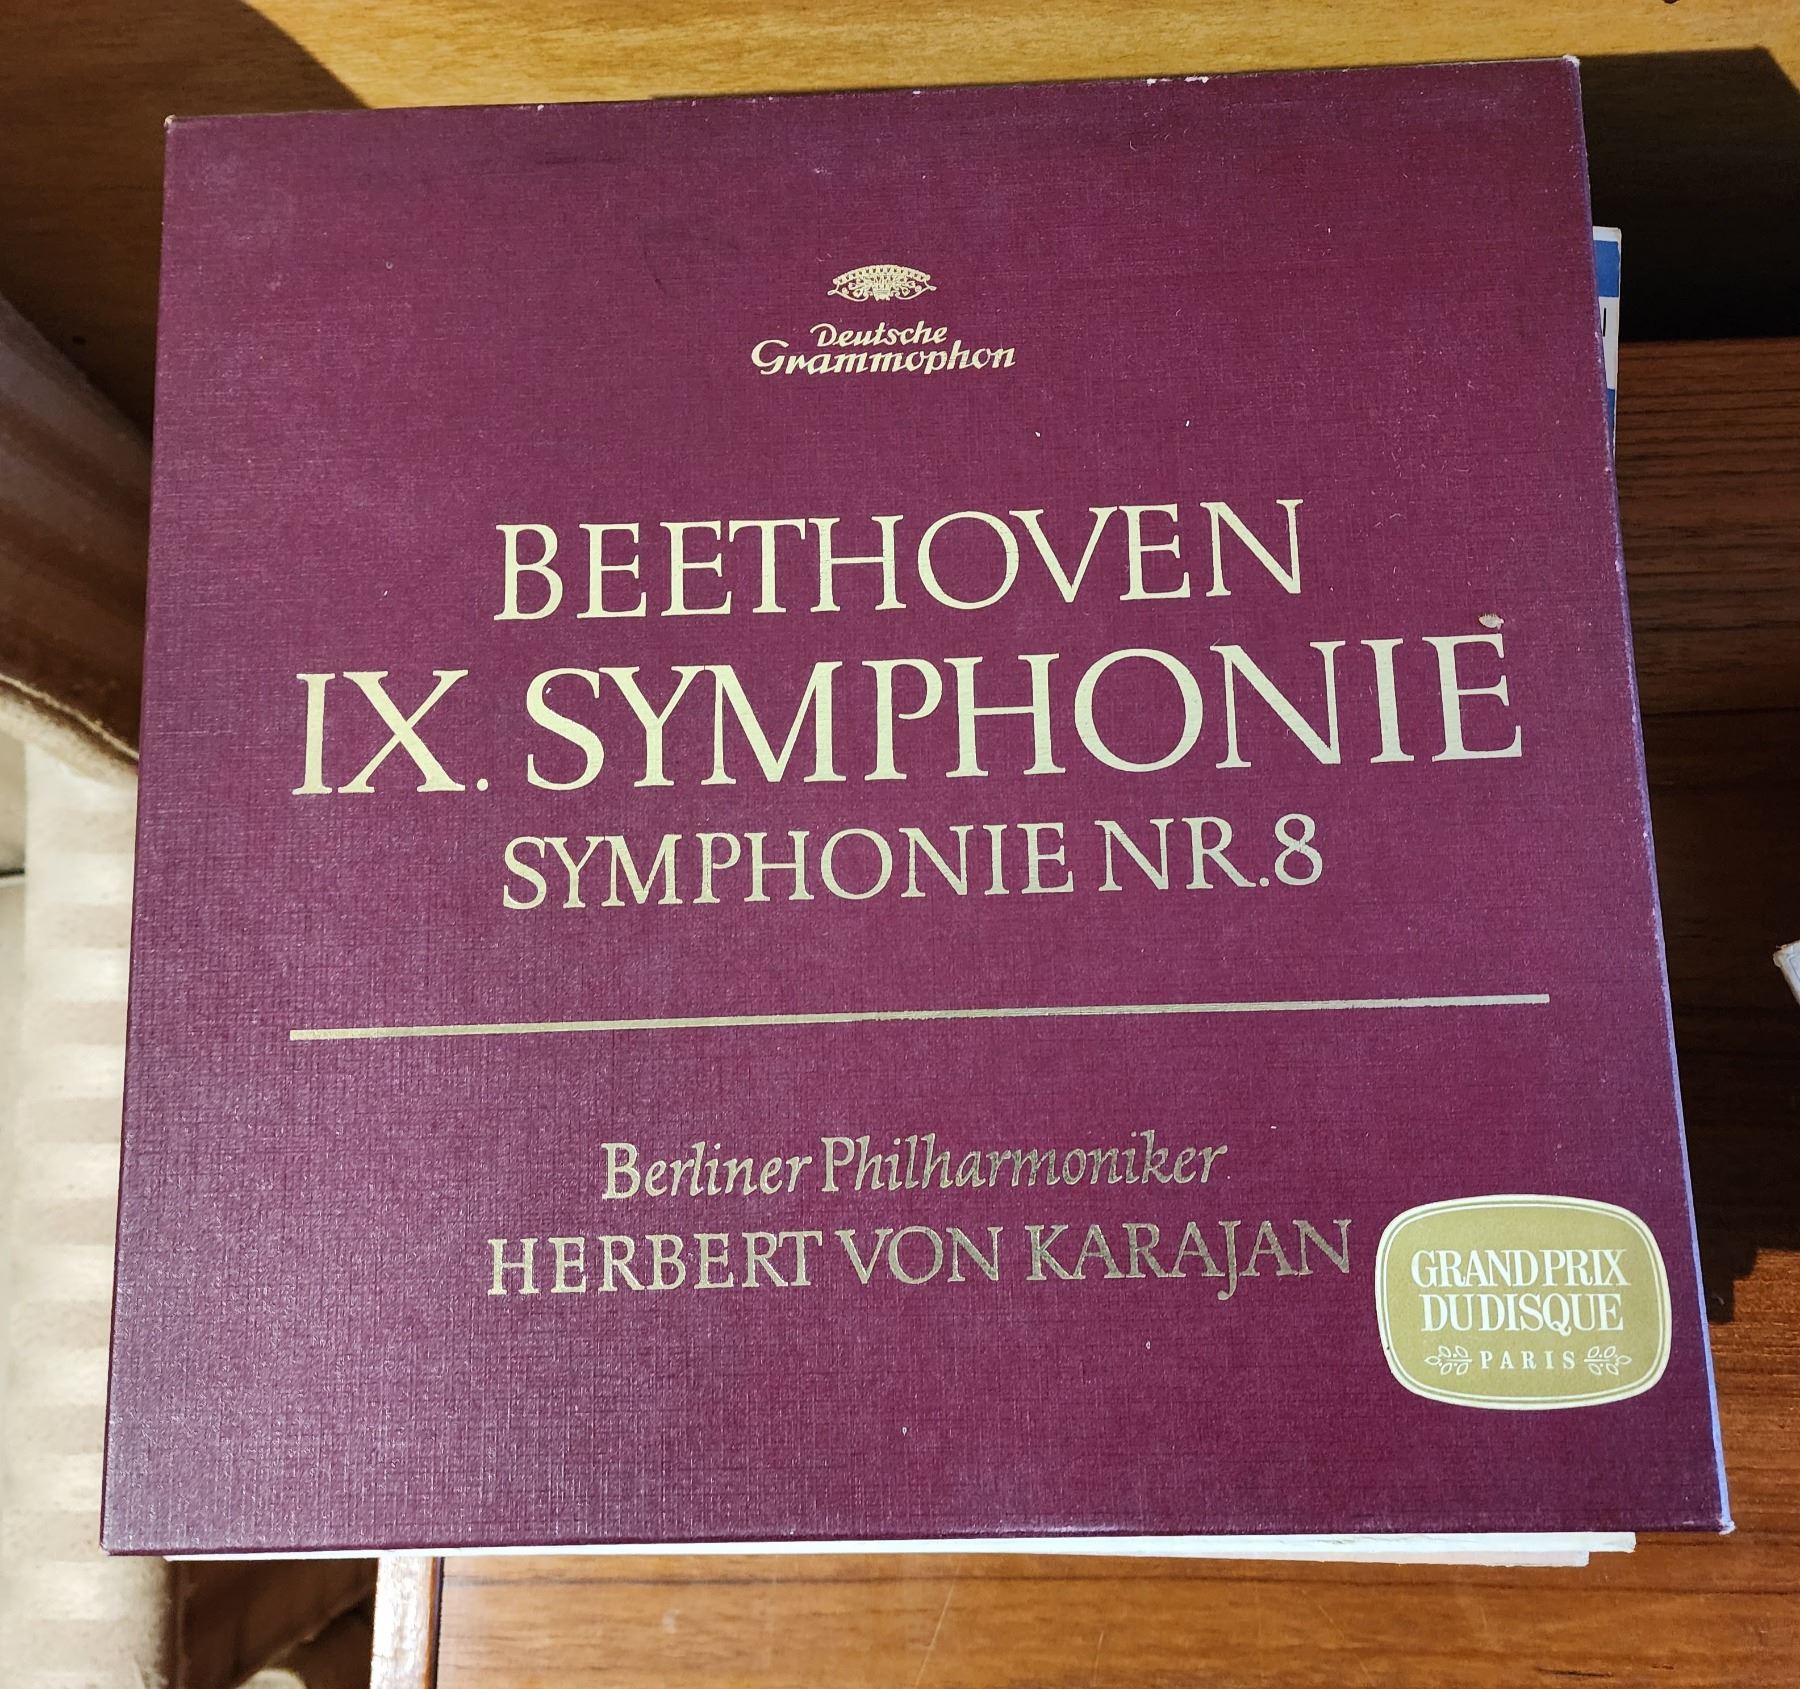 Deutsche
Grammophon
BEETHOVEN
IX. SYMPHONIE
SYMPHONIE NR.8
Berliner Philharmoniker
HERBERT VON KARAJAN
GRAND PRIX
DU DISQUE
PARIS